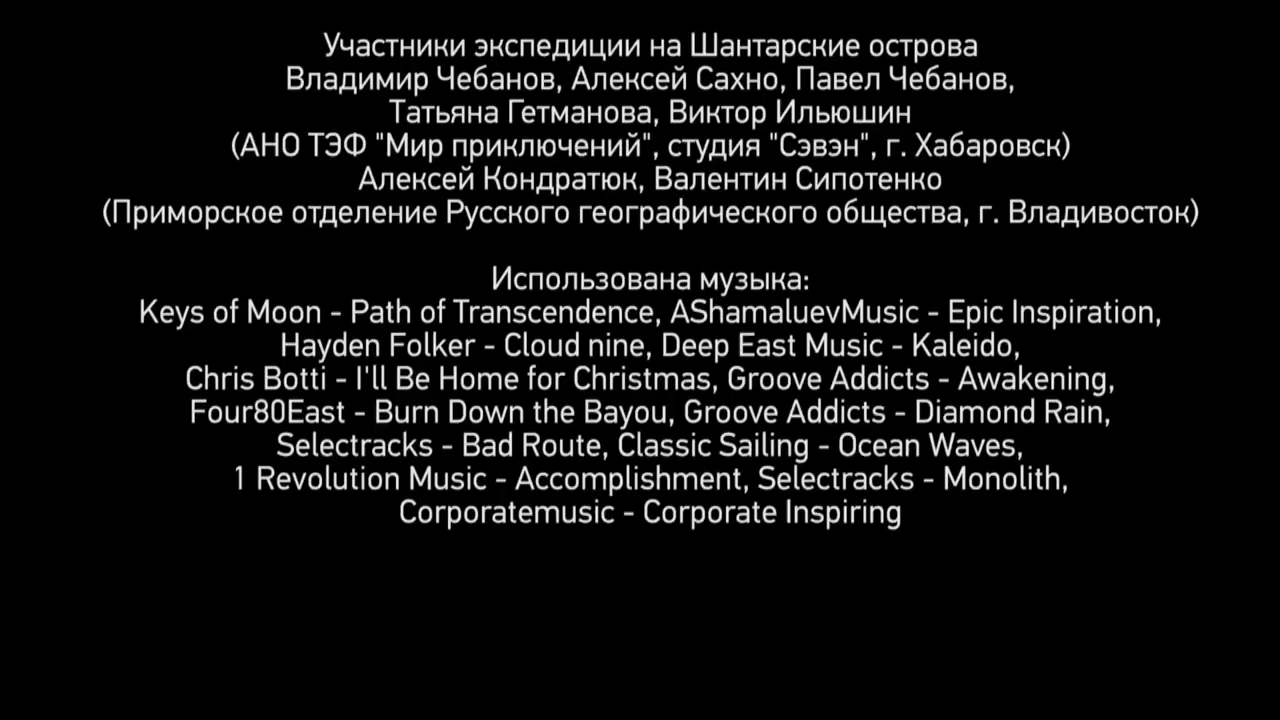 Участники экспедиции на Шантарские острова
Владимир Чебанов, Алексей Сахно, Павел Чебанов,
Татьяна Гетманова, Виктор Ильюшин
(АНО ТЭФ "Мир приключений", студия "Сэвэн", г. Хабаровск)
Алексей Кондратюк, Валентин Сипотенко
(Приморское отделение Русского географического общества, г. Владивосток)
Использована музыка:
Keys of Moon - Path of Transcendence, AShamaluevMusic - Epic Inspiration,
Hayden Folker - Cloud nine, Deep East Music - Kaleido,
Chris Botti - I'll Be Home for Christmas, Groove Addicts - Awakening,
Four80East - Burn Down the Bayou, Groove Addicts - Diamond Rain,
Selectracks - Bad Route, Classic Sailing - Ocean Waves,
1 Revolution Music - Accomplishment, Selectracks - Monolith,
Corporatemusic - Corporate Inspiring